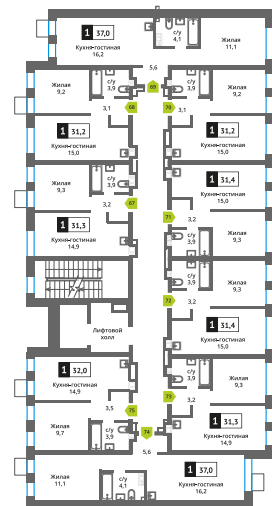 1 37,0
Кухня-гостиная
16,2
с/у
4,1
Жилая
11,1
5,6
69
Жилая
9,2
с/у
3,9
с/у
3,9
Жилая
9,2
3,1
68
70
3,1
1 31,2
Кухня-гостиная
15,0
1 31,2
Кухня-гостиная
15,0
Жилая
9,3
с/у
3,9
1 31,4
Кухня-гостиная
15,0
3,2
67
71
3,2
1 31,3
Кухня-гостиная
14,9
с/у
3,9
Жилая
9,3
с/у
3,9
Жилая
9,3
72
3,2
Лифтовой
холл
1 31,4
Кухня-гостиная
15,0
1 32,0
Кухня-гостиная
14,9
с/у
3,9
Жилая
9,3
3,5
75
73
3,2
Жилая
9,7
с/у
3,9
74
1 31,3
Кухня-гостиная
14,9
5,6
Жилая
11,1
с/у
4,1
1 37,0
Кухня-гостиная
16,2